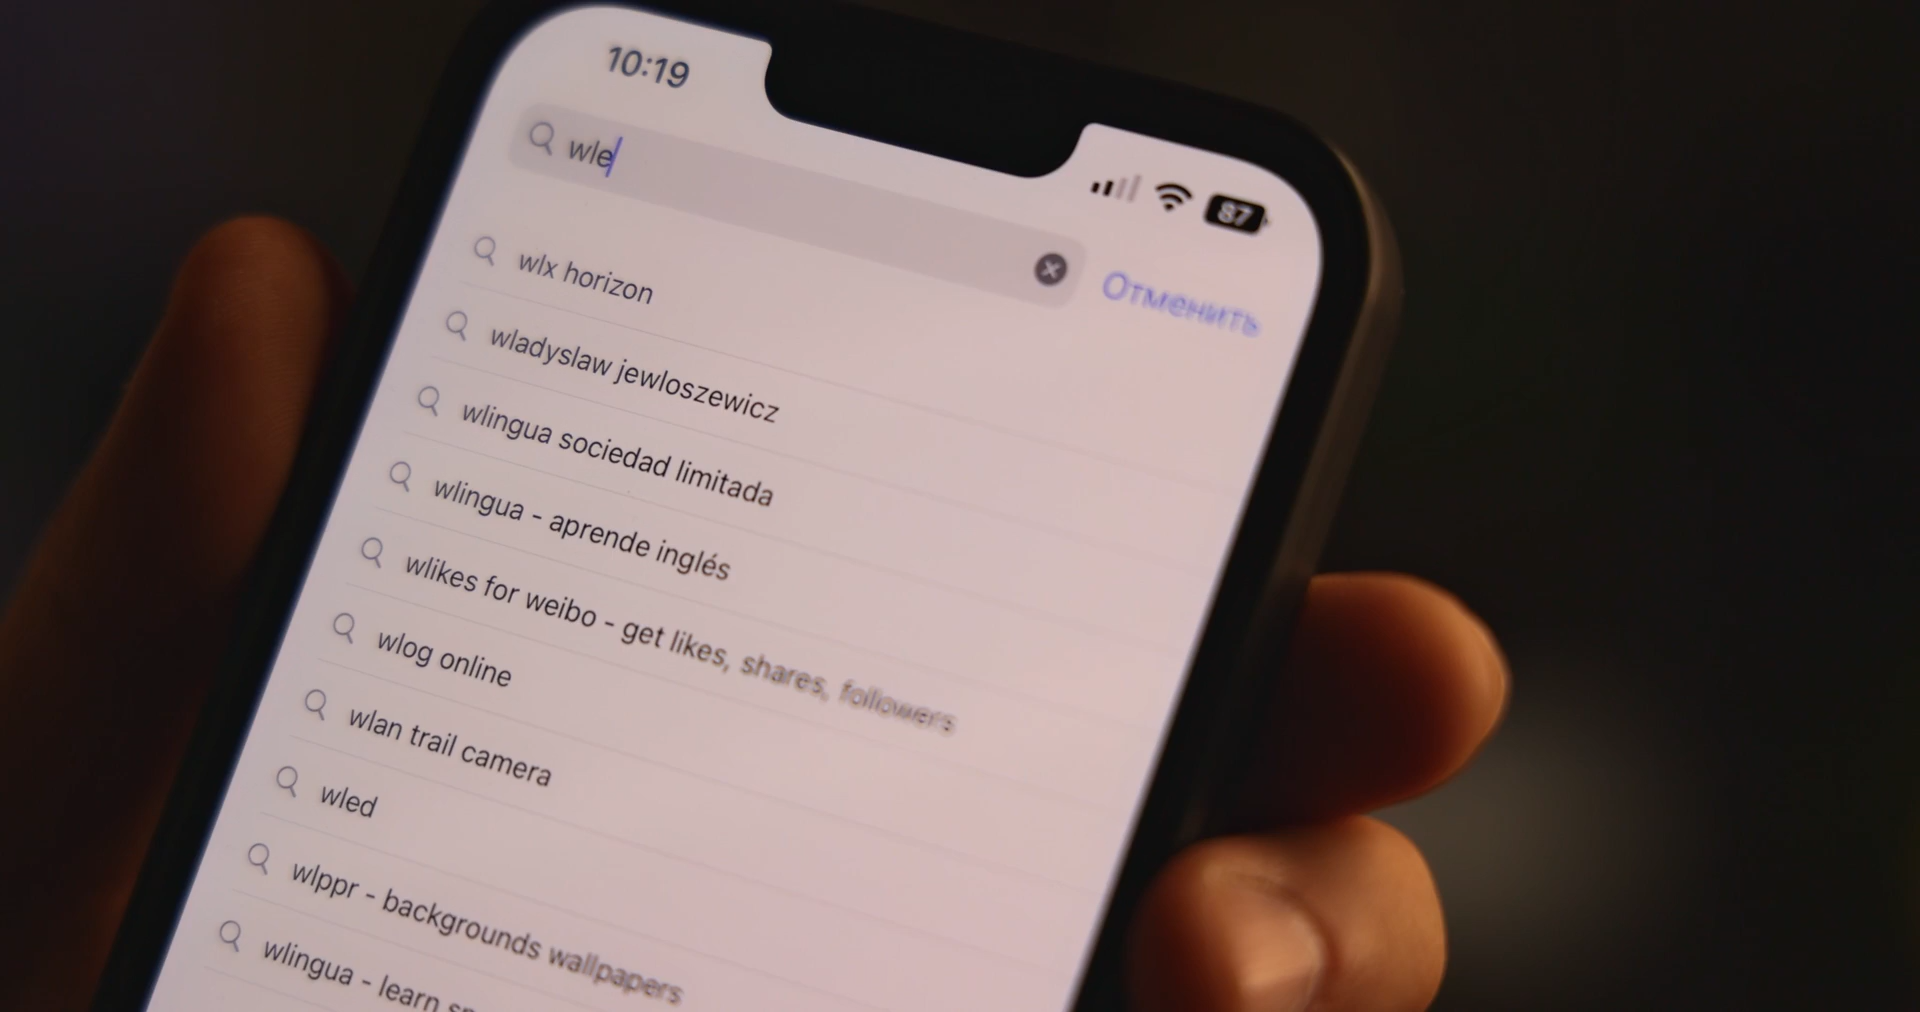 10:19
87
wle
Отменить
wlx horizon
wladyslaw jewloszewicz
wlingua sociedad limitada
wlingua - aprende inglés
wlikes for weibo - get likes, shares, followers
wlog online
wlan trail camera
wled
wlppr - backgrounds wallpapers
wlingua - learn